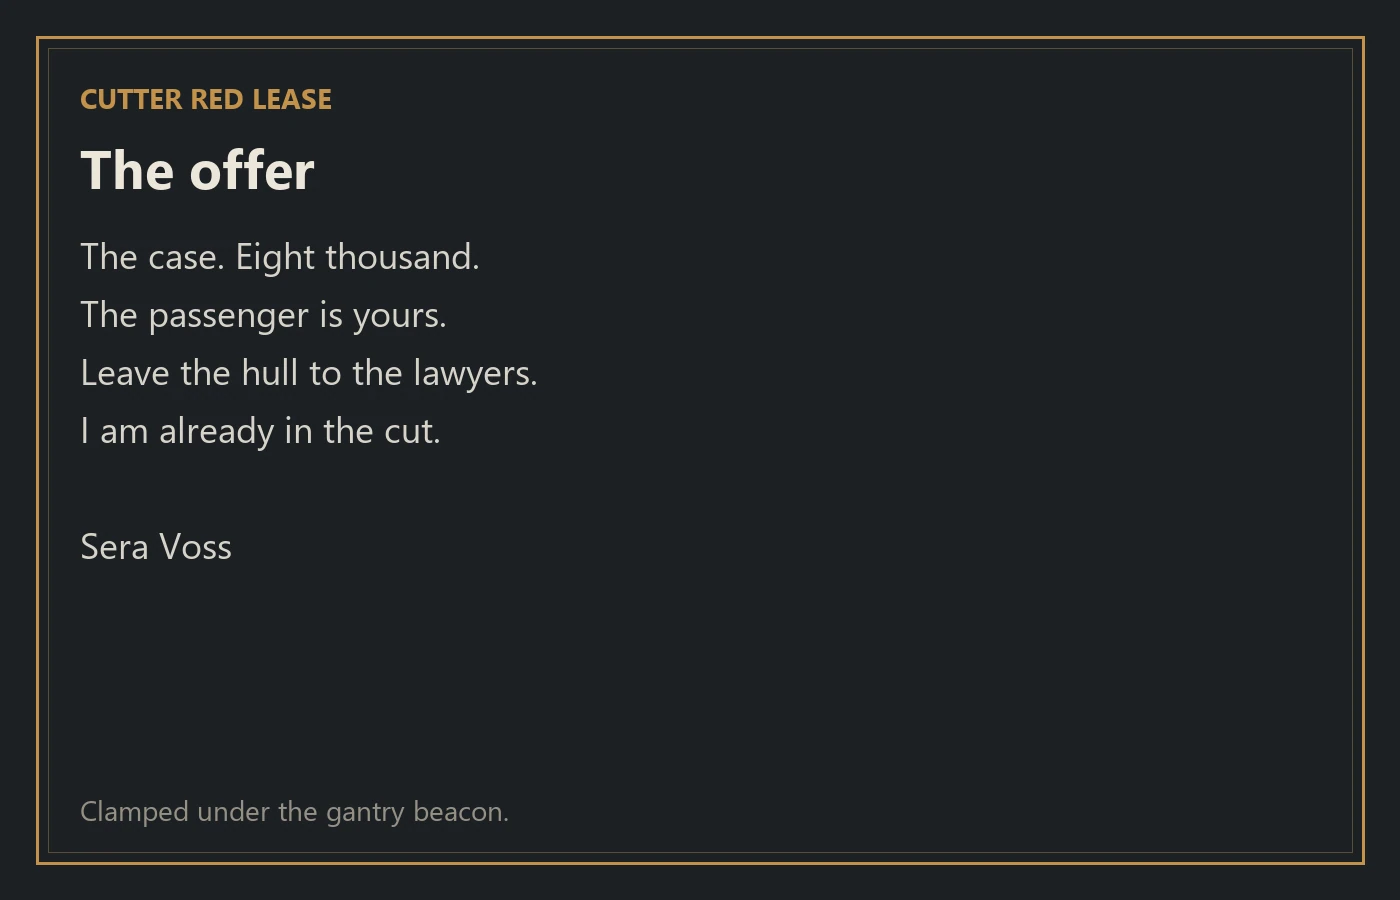 CUTTER RED LEASE
The offer
The case. Eight thousand.
The passenger is yours.
Leave the hull to the lawyers.
I am already in the cut.
Sera Voss
Clamped under the gantry beacon.